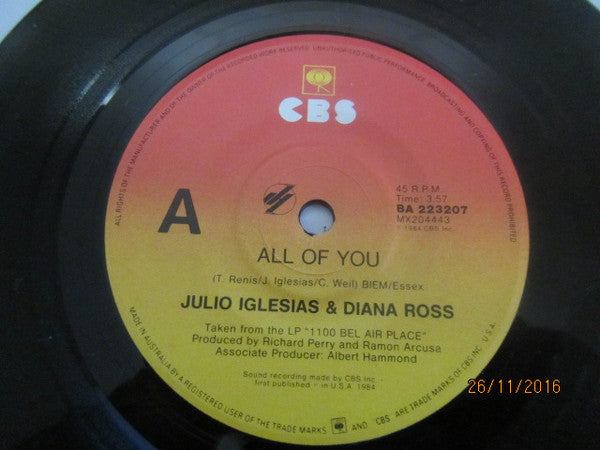 ALL RIGHTS OF THE MANUFACTURER AND OF THE OWNER OF THE RECORDED WORK RESERVED. UNAUTHORISED PUBLIC PERFORMANCE, BROADCASTING AND COPYING OF THIS RECORD PROHIBITED
CBS
A
45 R.P.M
Time: 3.57
BA 223207
MX204443
℗ 1984 CBS Inc.
ALL OF YOU
(T. Renis/J. Iglesias/C. Weil) BIEM/Essex
JULIO IGLESIAS & DIANA ROSS
Taken from the LP "1100 BEL AIR PLACE"
Produced by Richard Perry and Ramon Arcusa
Associate Producer: Albert Hammond
Sound recording made by CBS Inc.
first published in U.S.A. 1984
MADE IN AUSTRALIA BY A REGISTERED USER OF THE TRADE MARKS AND CBS ARE TRADE MARKS OF CBS INC. U.S.A.
26/11/2016